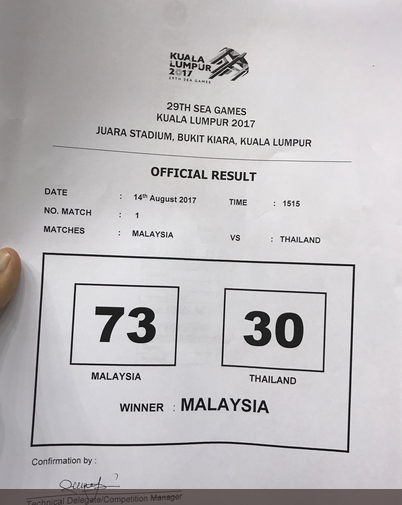 KUALA
LUMPUR
2017
29TH SEA GAMES
29TH SEA GAMES
KUALA LUMPUR 2017
JUARA STADIUM, BUKIT KIARA, KUALA LUMPUR
OFFICIAL RESULT
DATE : 14th August 2017 TIME : 1515
NO. MATCH : 1
MATCHES : MALAYSIA VS : THAILAND
73 30
MALAYSIA THAILAND
WINNER : MALAYSIA
Confirmation by :
Technical Delegate/Competition Manager